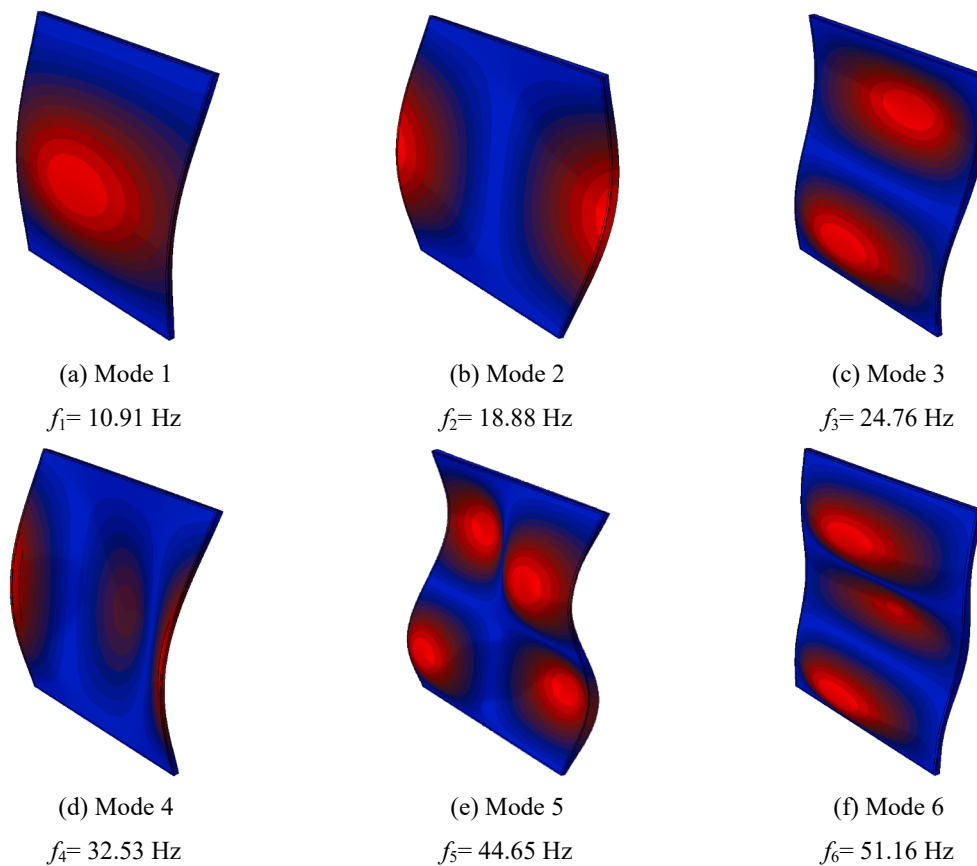 (a) Mode 1
(b) Mode 2
(c) Mode 3
f1= 10.91 Hz
f2= 18.88 Hz
f3= 24.76 Hz
(d) Mode 4
(e) Mode 5
(f) Mode 6
f4= 32.53 Hz
f5= 44.65 Hz
f6= 51.16 Hz